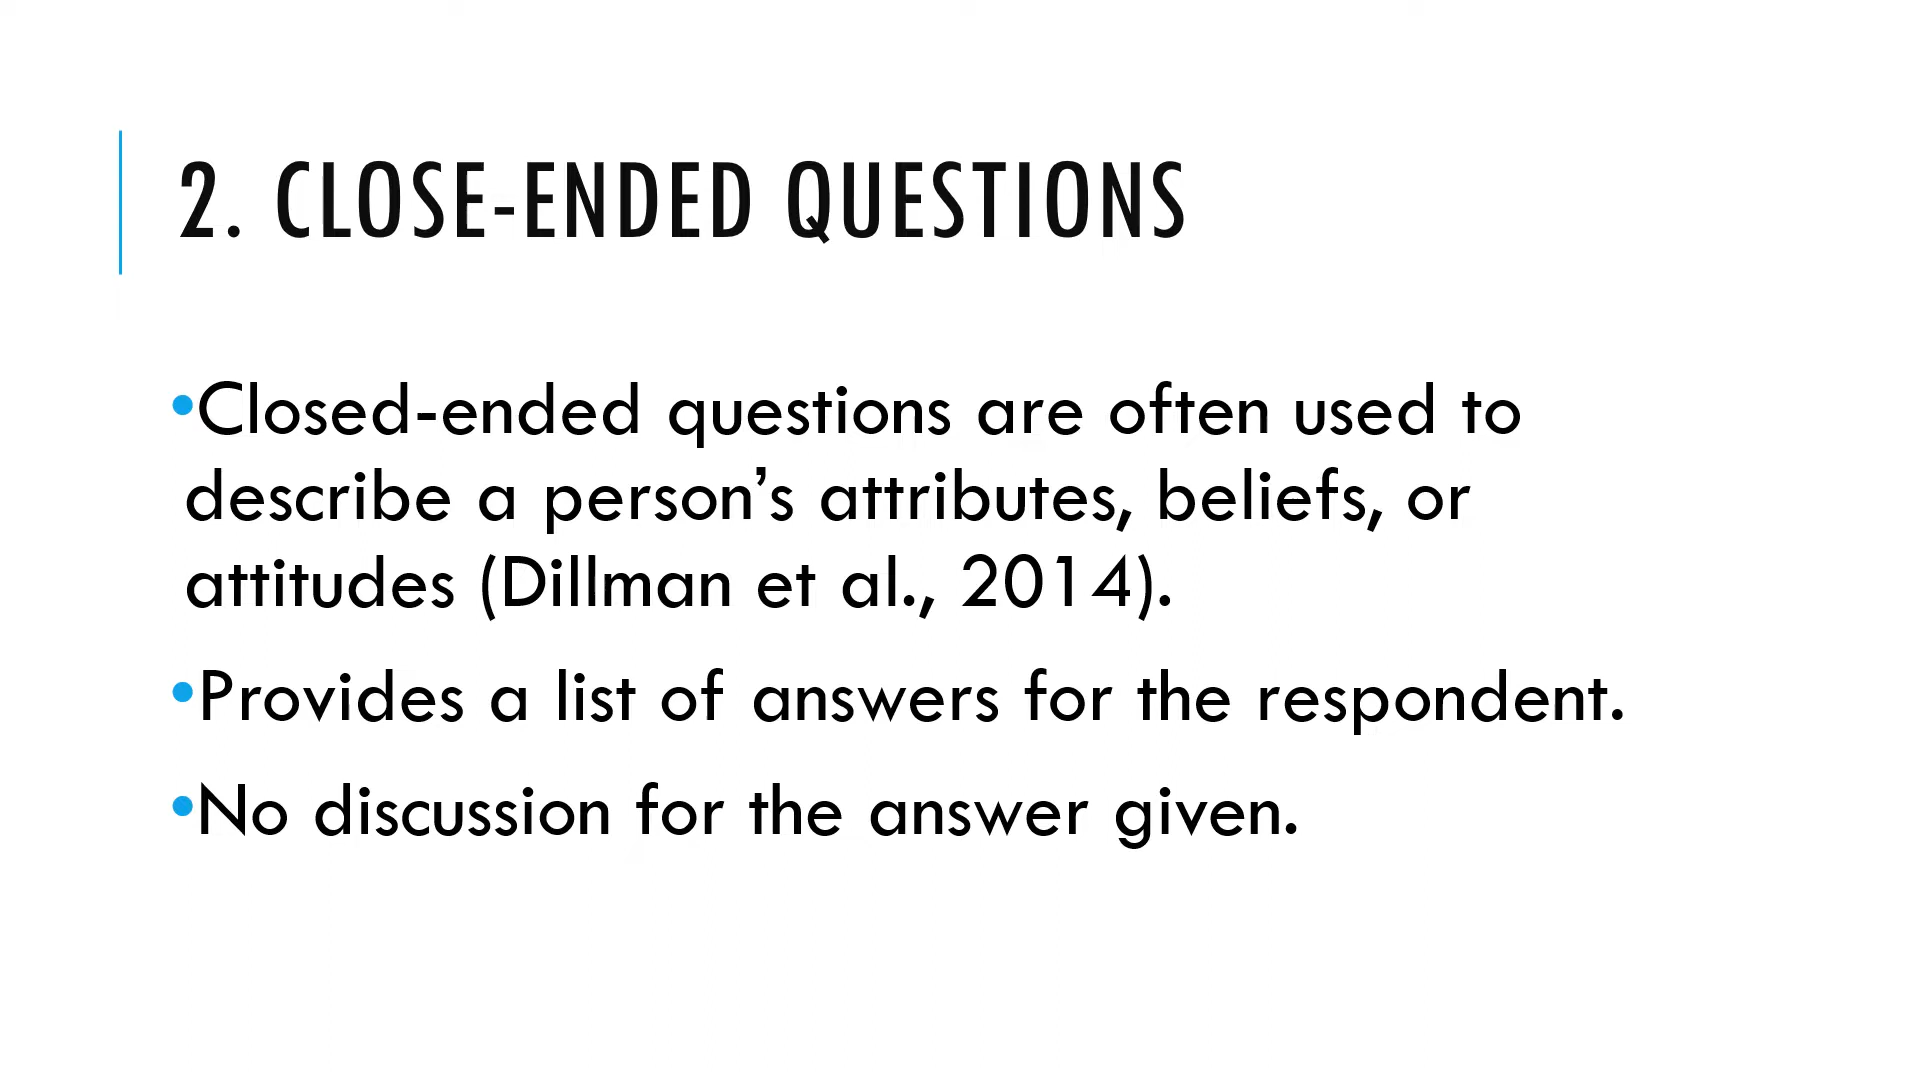 2. CLOSE-ENDED QUESTIONS
•Closed-ended questions are often used to
describe a person’s attributes, beliefs, or
attitudes (Dillman et al., 2014).
•Provides a list of answers for the respondent.
•No discussion for the answer given.